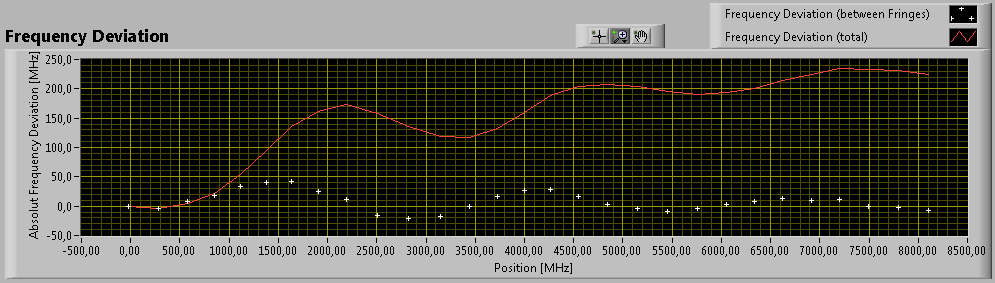 Frequency Deviation (between Fringes)
Frequency Deviation (total)
Frequency Deviation
Absolut Frequency Deviation [MHz]
250,0
200,0
150,0
100,0
50,0
0,0
-50,0
-500,00 0,00 500,00 1000,00 1500,00 2000,00 2500,00 3000,00 3500,00 4000,00 4500,00 5000,00 5500,00 6000,00 6500,00 7000,00 7500,00 8000,00 8500,00
Position [MHz]